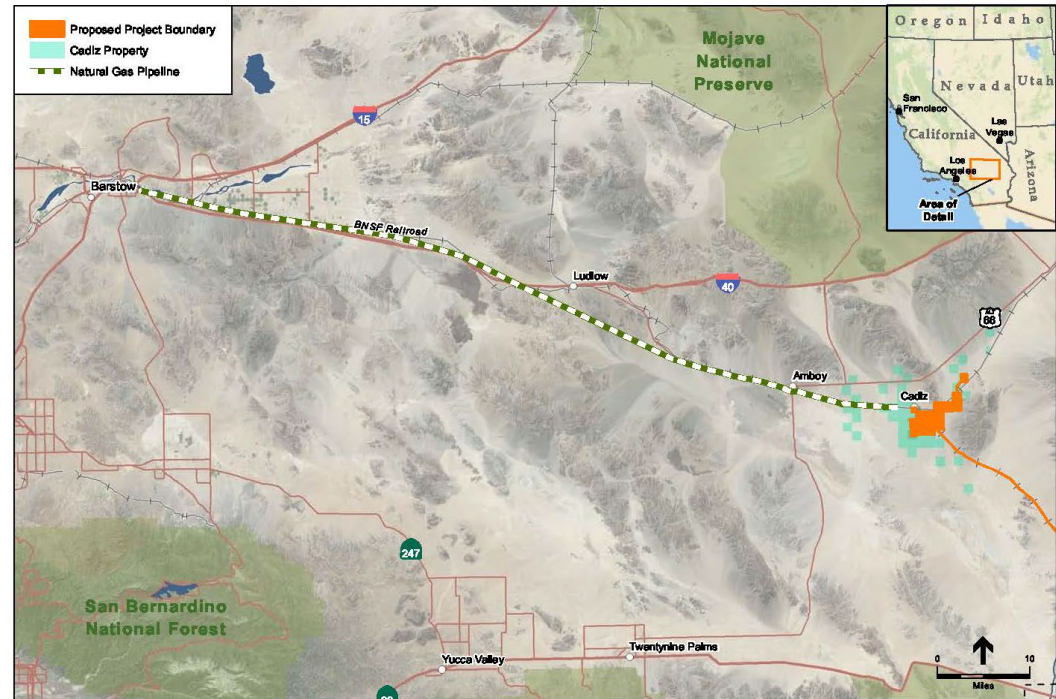 Proposed Project Boundary
Cadiz Property
Natural Gas Pipeline
Mojave
National
Preserve
Oregon Idaho
Nevada
Utah
San
Francisco
California
Las
Vegas
Los
Angeles
Arizona
Area of
Detail
15
Barstow
BNSF Railroad
Ludlow
40
66
Amboy
Cadiz
247
San Bernardino
National Forest
Twentynine Palms
Yucca Valley
0 10
Miles